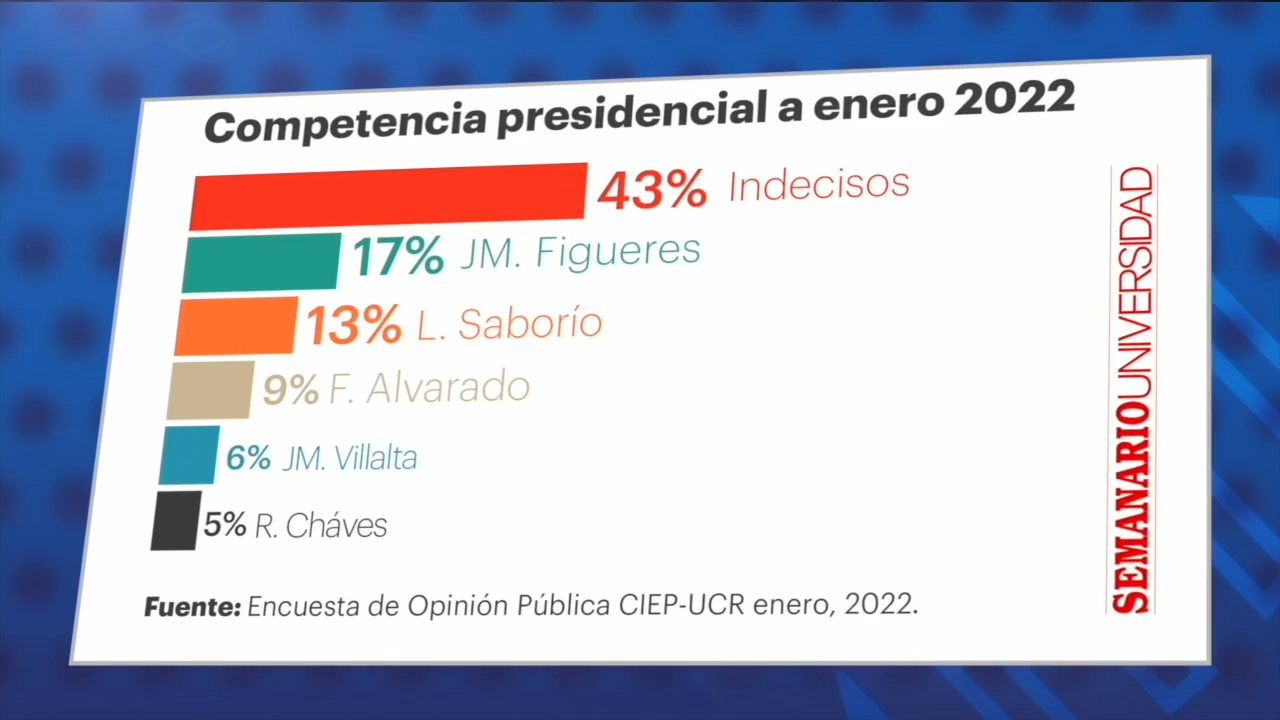 Competencia presidencial a enero 2022
43% Indecisos
17% JM. Figueres
13% L. Saborío
9% F. Alvarado
6% JM. Villalta
5% R. Cháves
Fuente: Encuesta de Opinión Pública CIEP-UCR enero, 2022.
SEMANARIOUNIVERSIDAD